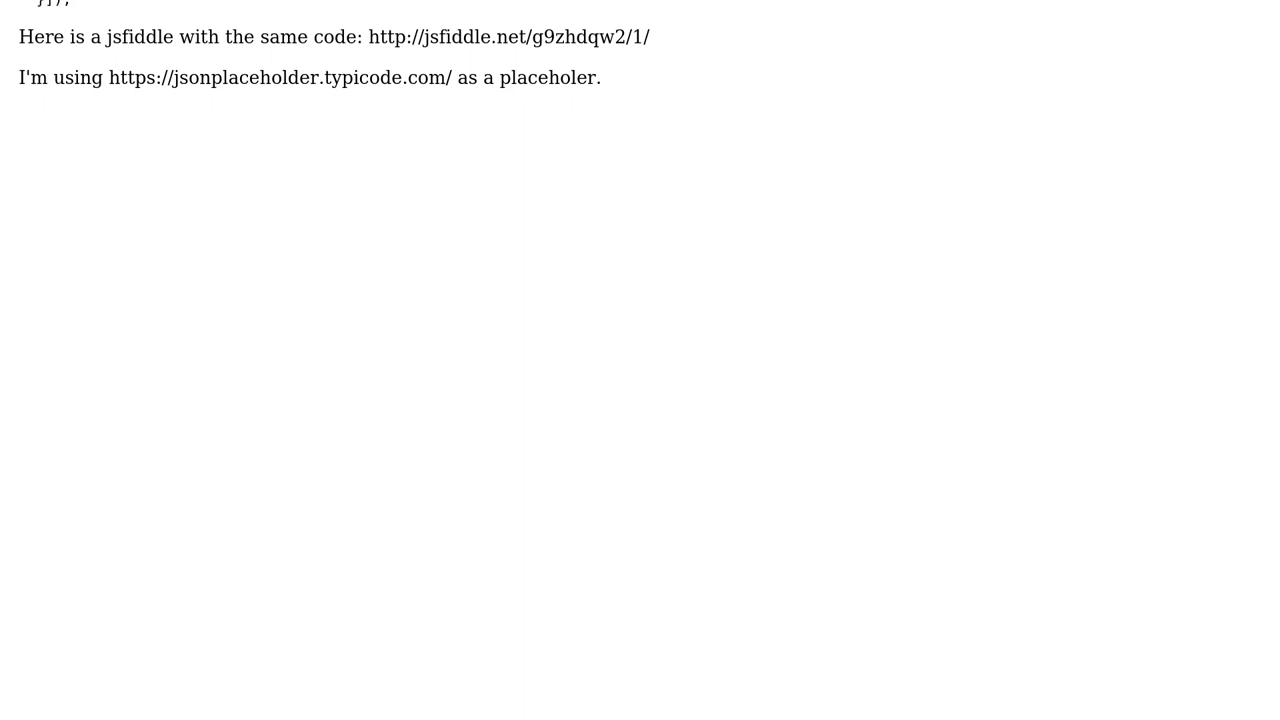 }]);
Here is a jsfiddle with the same code: http://jsfiddle.net/g9zhdqw2/1/
I'm using https://jsonplaceholder.typicode.com/ as a placeholer.